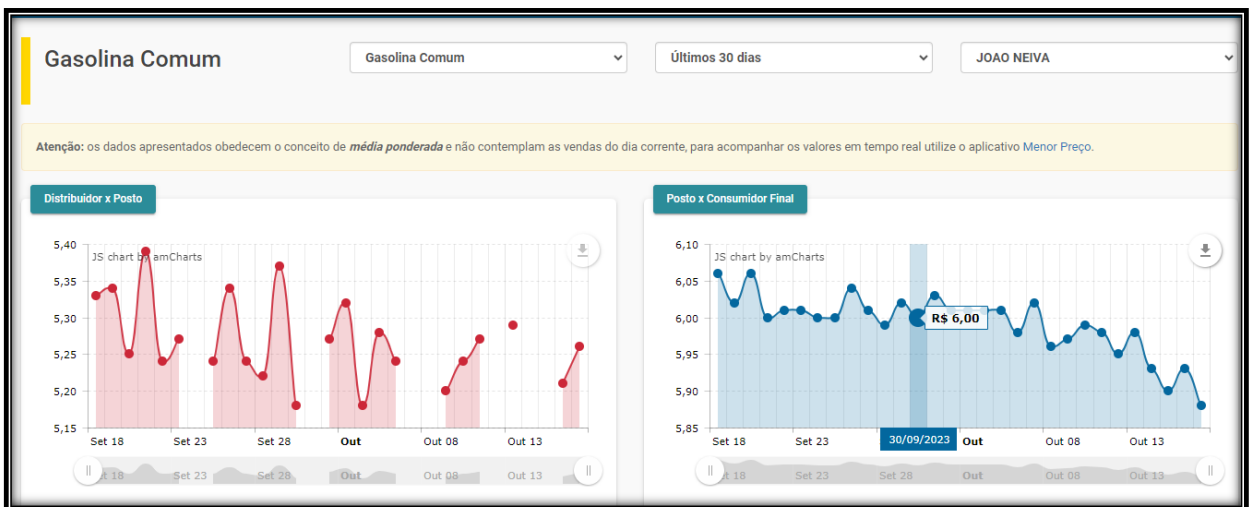 Gasolina Comum
Gasolina Comum
Últimos 30 dias
JOAO NEIVA
Atenção: os dados apresentados obedecem o conceito de média ponderada e não contemplam as vendas do dia corrente, para acompanhar os valores em tempo real utilize o aplicativo Menor Preço.
Distribuidor x Posto
5,40
JS chart by amCharts
5,35
5,30
5,25
5,20
5,15
Set 18 Set 23 Set 28 Out Out 08 Out 13
Set 23 Set 28 Out Out 08 Out 13
Posto x Consumidor Final
6,10
JS chart by amCharts
6,05
6,00
R$ 6,00
5,95
5,90
5,85
Set 18 Set 23 30/09/2023 Out Out 08 Out 13
Set 23 Set 28 Out Out 08 Out 13